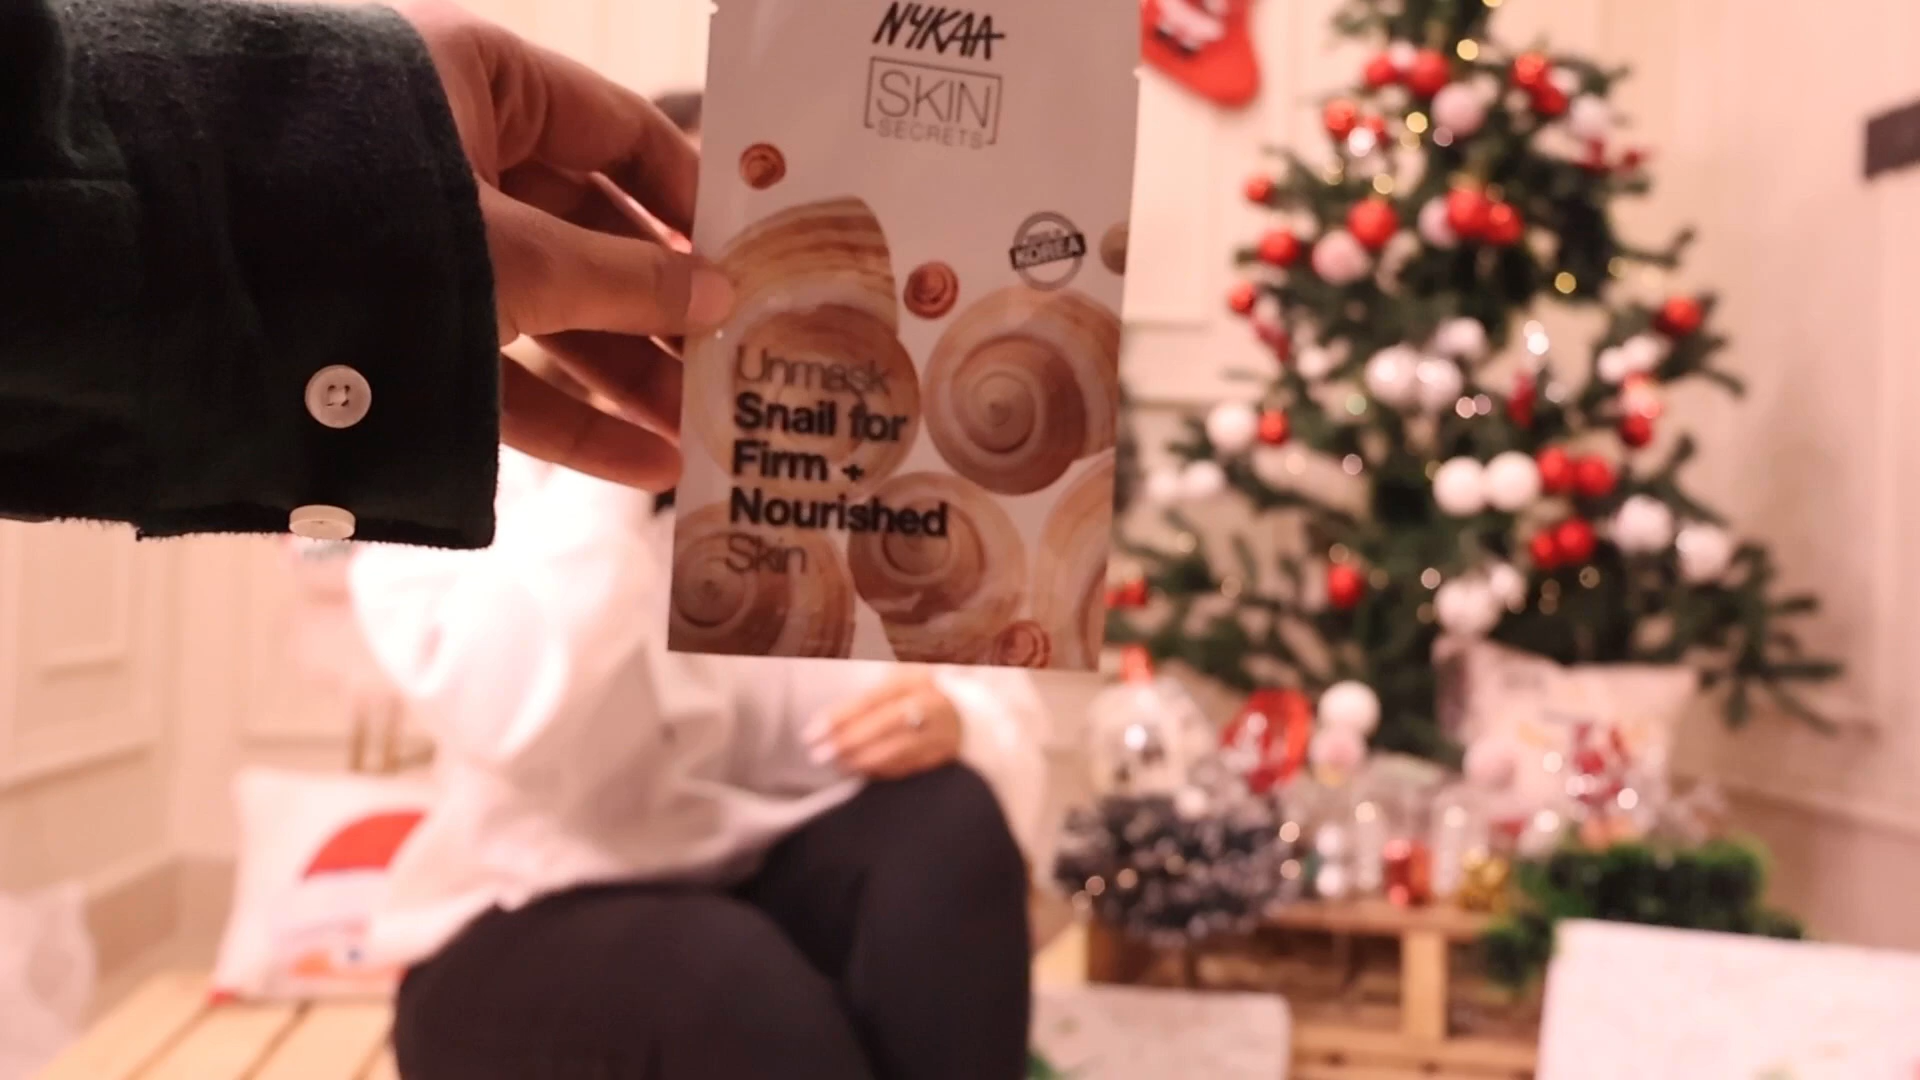 NYKAA
SKIN
SECRETS
KOREA
Unmask
Snail for
Firm +
Nourished
Skin